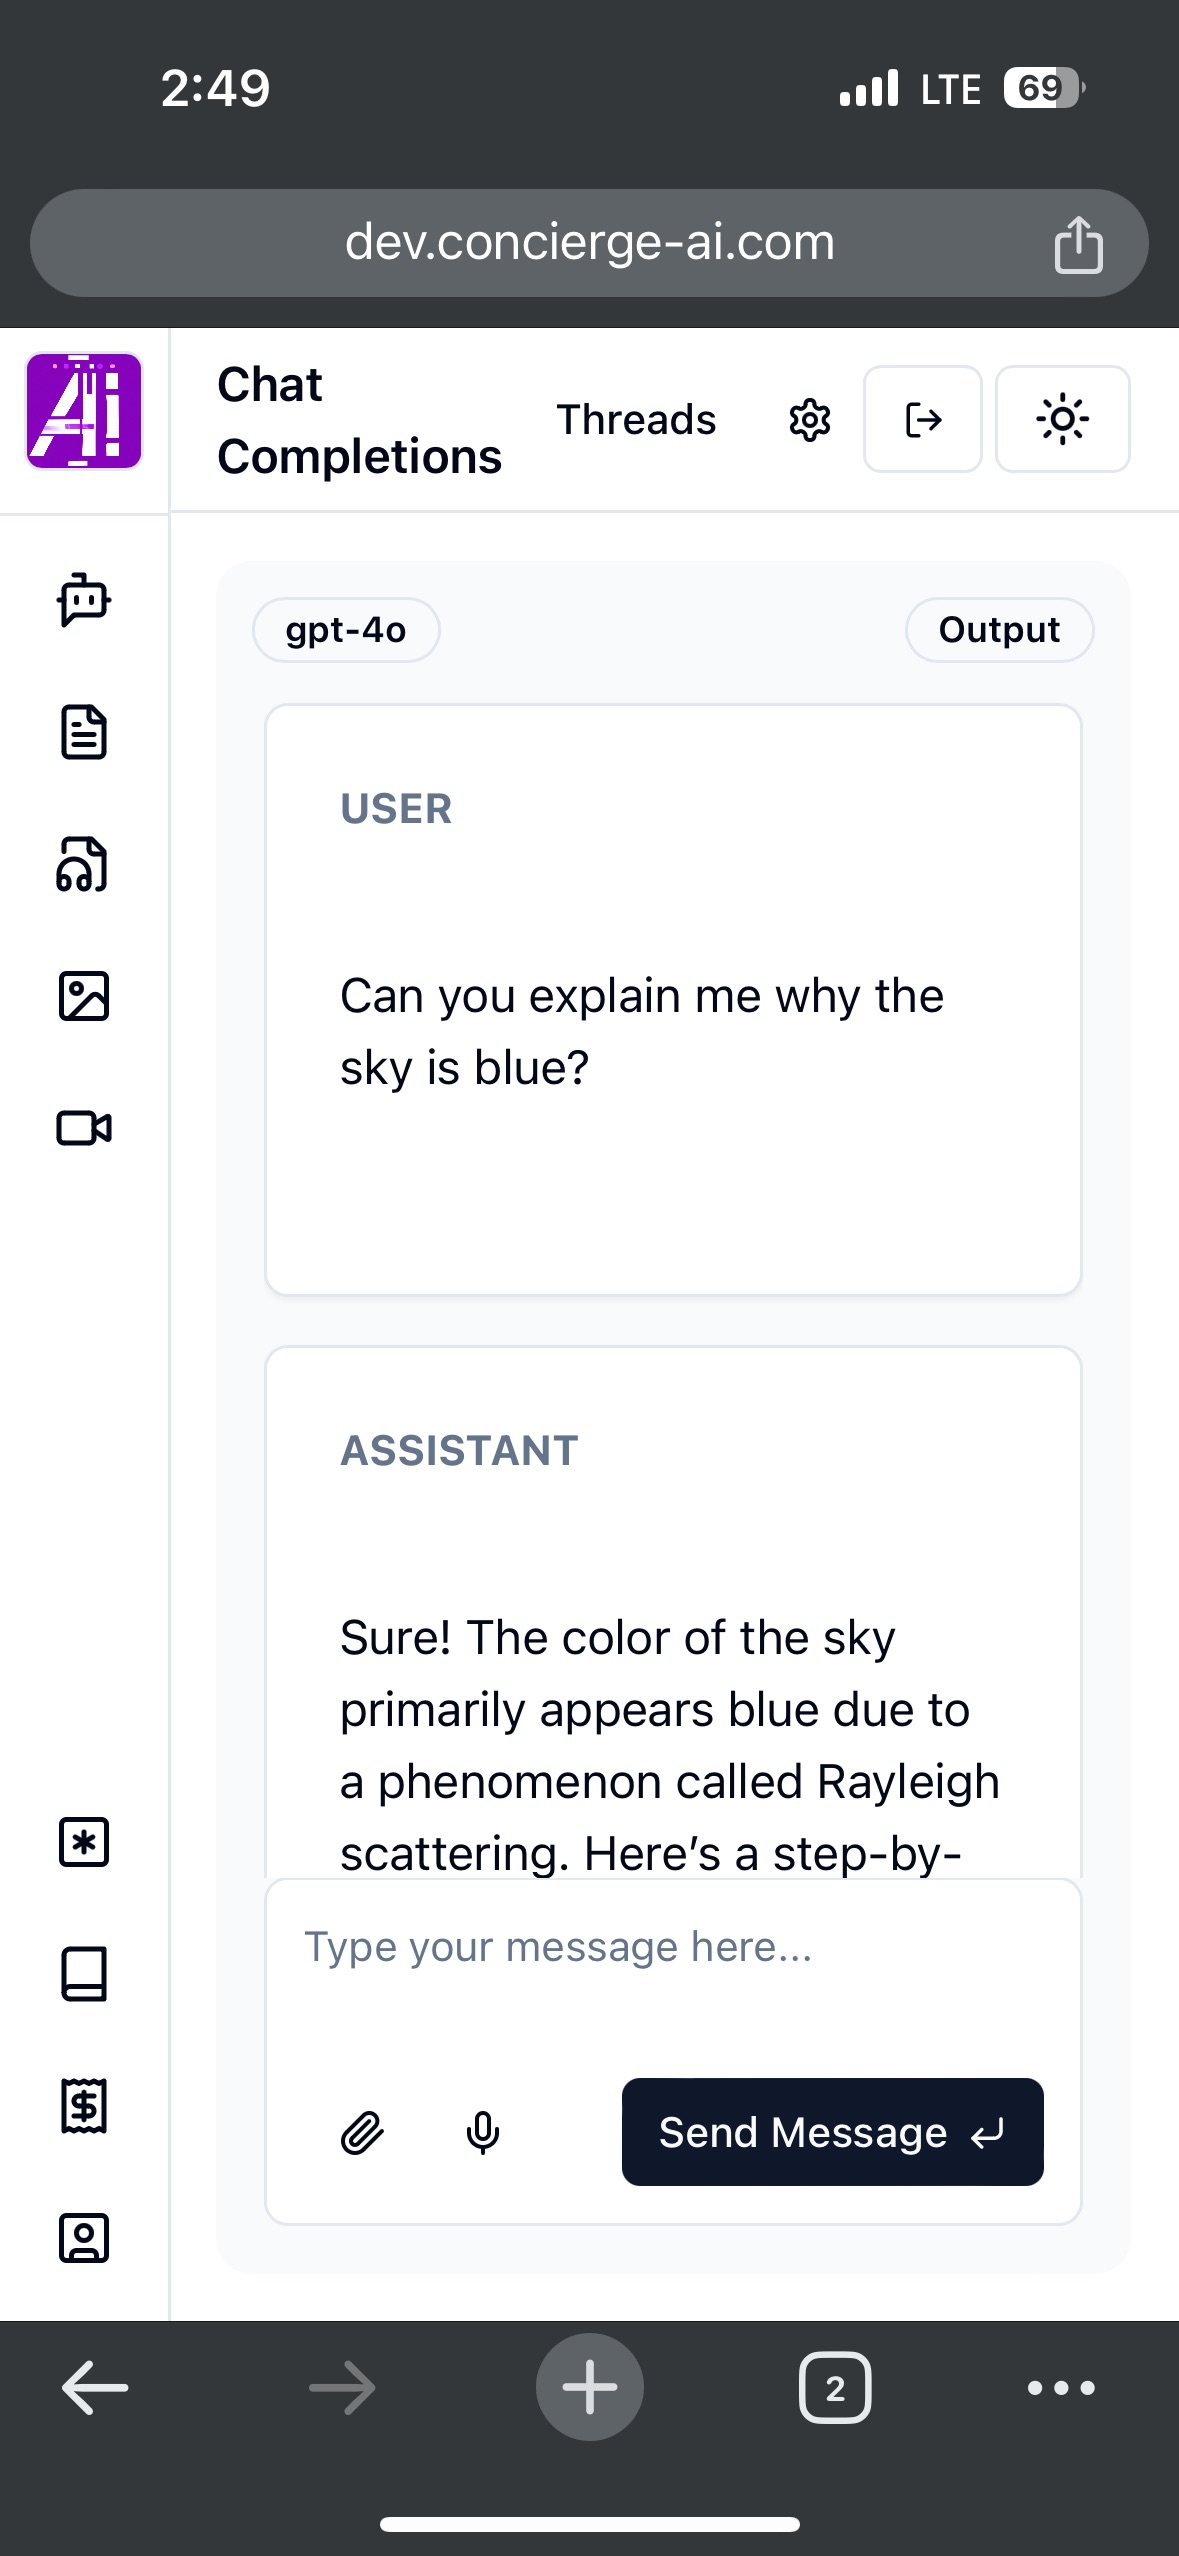 2:49
LTE
69
dev.concierge-ai.com
Ai
Chat
Completions
Threads
gpt-4o
Output
USER
Can you explain me why the
sky is blue?
ASSISTANT
Sure! The color of the sky
primarily appears blue due to
a phenomenon called Rayleigh
scattering. Here’s a step-by-
Type your message here...
Send Message
2